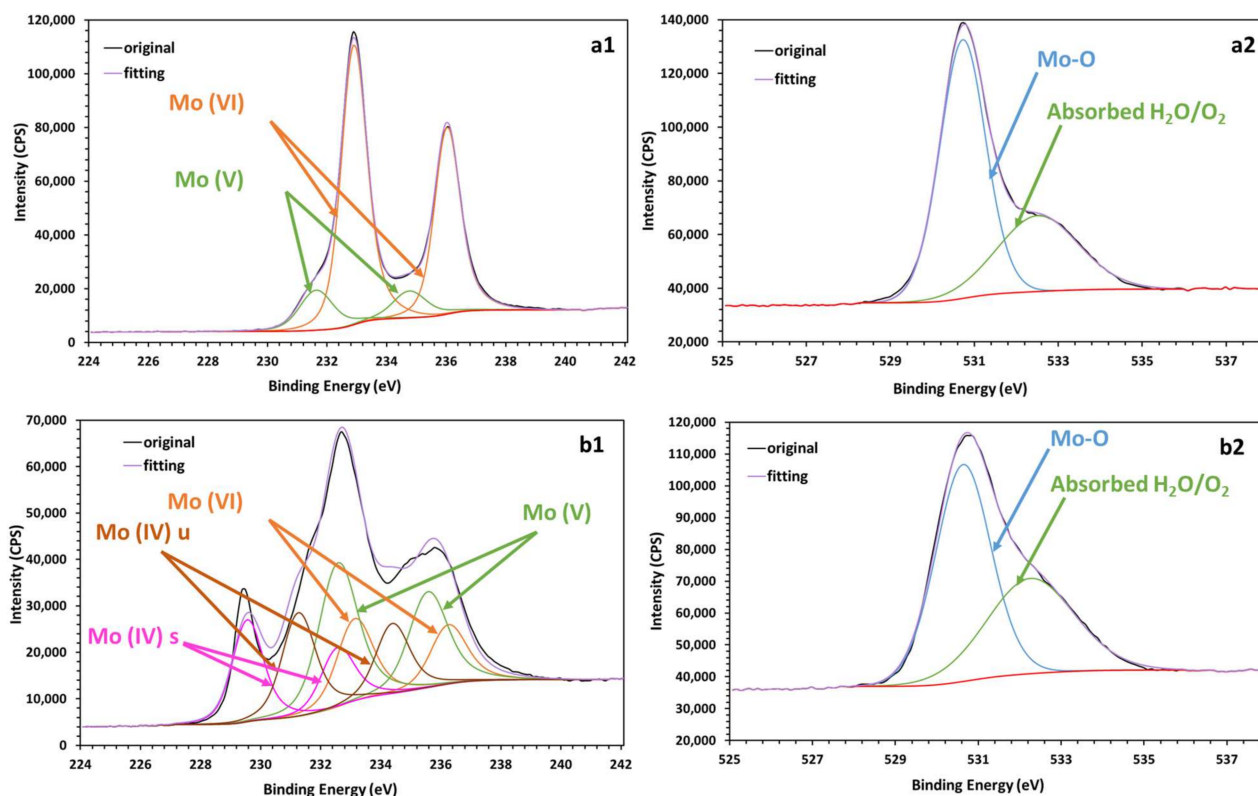 a1
original
fitting
Mo (VI)
Mo (V)
Intensity (CPS)
120,000
100,000
80,000
60,000
40,000
20,000
0
224 226 228 230 232 234 236 238 240 242
Binding Energy (eV)
a2
original
fitting
Mo-O
Absorbed H₂O/O₂
Intensity (CPS)
140,000
120,000
100,000
80,000
60,000
40,000
20,000
525 527 529 531 533 535 537
Binding Energy (eV)
b1
original
fitting
Mo (VI)
Mo (V)
Mo (IV) u
Mo (IV) s
Intensity (CPS)
70,000
60,000
50,000
40,000
30,000
20,000
10,000
0
224 226 228 230 232 234 236 238 240 242
Binding Energy (eV)
b2
original
fitting
Mo-O
Absorbed H₂O/O₂
Intensity (CPS)
120,000
110,000
100,000
90,000
80,000
70,000
60,000
50,000
40,000
30,000
20,000
525 527 529 531 533 535 537
Binding Energy (eV)